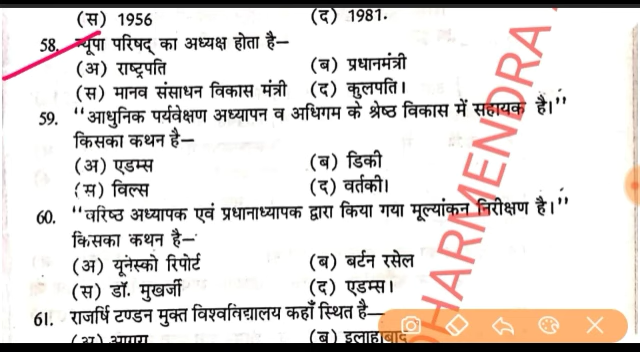 (स) 1956 (द) 1981.
58. न्यूपा परिषद् का अध्यक्ष होता है—
(अ) राष्ट्रपति (ब) प्रधानमंत्री
(स) मानव संसाधन विकास मंत्री (द) कुलपति।
59. ‘‘आधुनिक पर्यवेक्षण अध्यापन व अधिगम के श्रेष्ठ विकास में सहायक है।’’
किसका कथन है—
(अ) एडम्स (ब) डिकी
(स) विल्स (द) वर्तकी।
60. ‘‘वरिष्ठ अध्यापक एवं प्रधानाध्यापक द्वारा किया गया मूल्यांकन निरीक्षण है।’’
किसका कथन है—
(अ) यूनेस्को रिपोर्ट (ब) बर्टन रसेल
(स) डॉ. मुखर्जी (द) एडम्स।
61. राजर्षि टण्डन मुक्त विश्वविद्यालय कहाँ स्थित है—
(अ) आगरा (ब) इलाहाबाद
DHARMENDRA